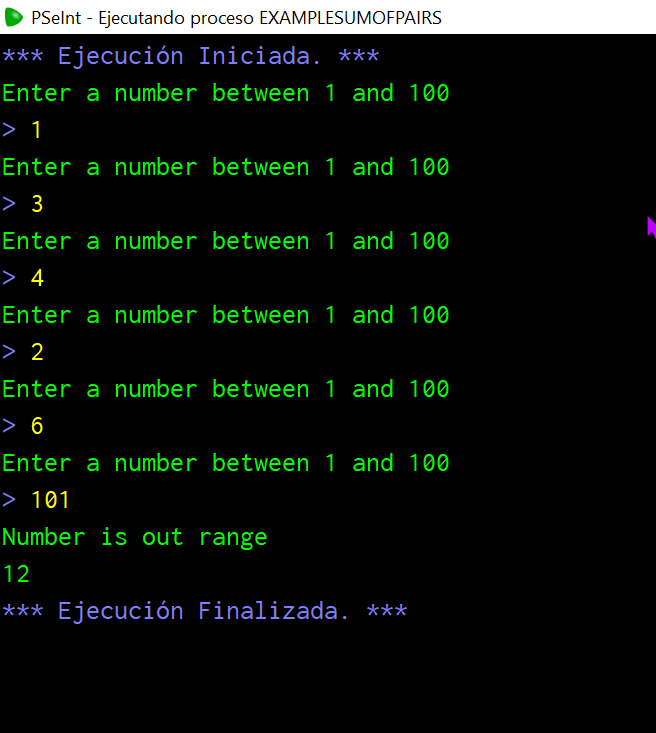 PSeInt - Ejecutando proceso EXAMPLESUMOFPAIRS
*** Ejecución Iniciada. ***
Enter a number between 1 and 100
> 1
Enter a number between 1 and 100
> 3
Enter a number between 1 and 100
> 4
Enter a number between 1 and 100
> 2
Enter a number between 1 and 100
> 6
Enter a number between 1 and 100
> 101
Number is out range
12
*** Ejecución Finalizada. ***